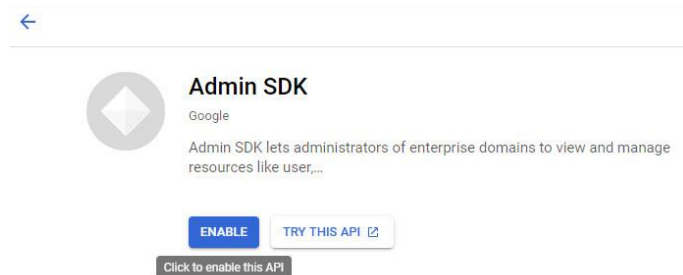 Admin SDK
Google
Admin SDK lets administrators of enterprise domains to view and manage
resources like user,...
ENABLE
TRY THIS API
Click to enable this API